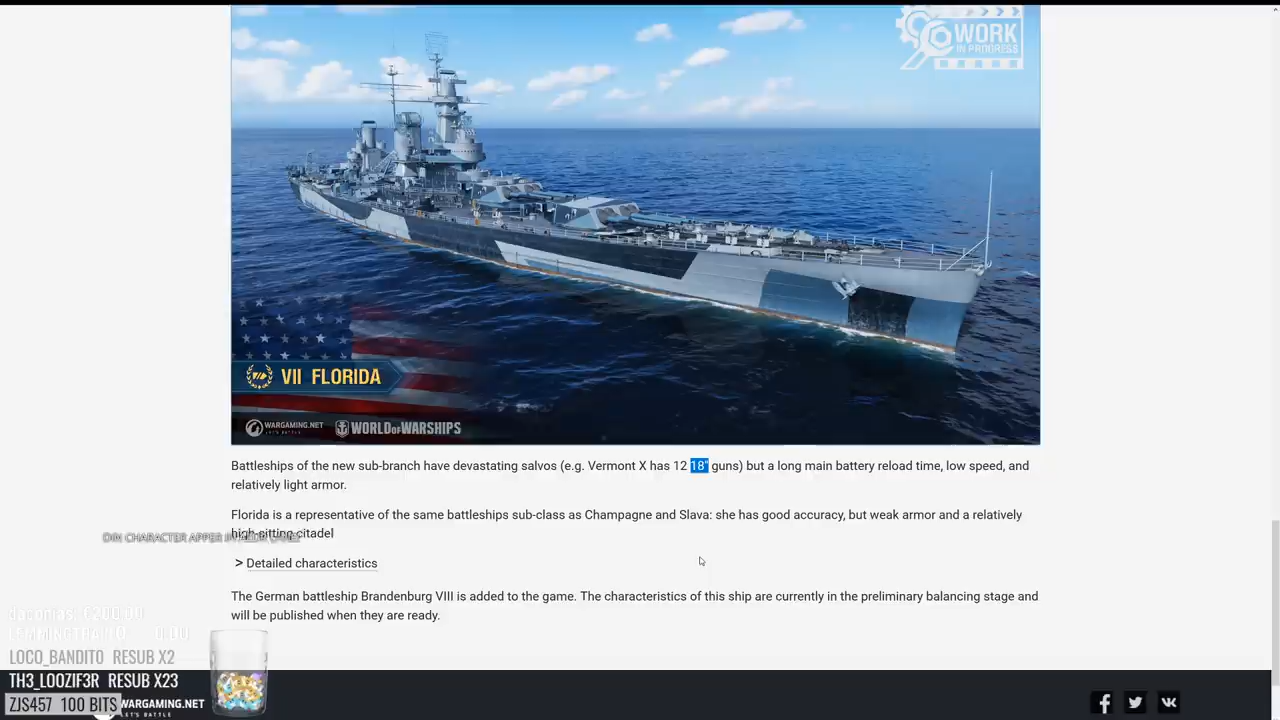 WORK
IN PROGRESS
VII FLORIDA
WARGAMING.NET
LET'S BATTLE
WORLD OF WARSHIPS
Battleships of the new sub-branch have devastating salvos (e.g. Vermont X has 12 18" guns) but a long main battery reload time, low speed, and
relatively light armor.
Florida is a representative of the same battleships sub-class as Champagne and Slava: she has good accuracy, but weak armor and a relatively
high-sitting citadel
> Detailed characteristics
The German battleship Brandenburg VIII is added to the game. The characteristics of this ship are currently in the preliminary balancing stage and
will be published when they are ready.
LOCO_BANDITO RESUB X2
TH3_LOOZIF3R RESUB X23
ZJS457 100 BITS
WARGAMING.NET
LET'S BATTLE